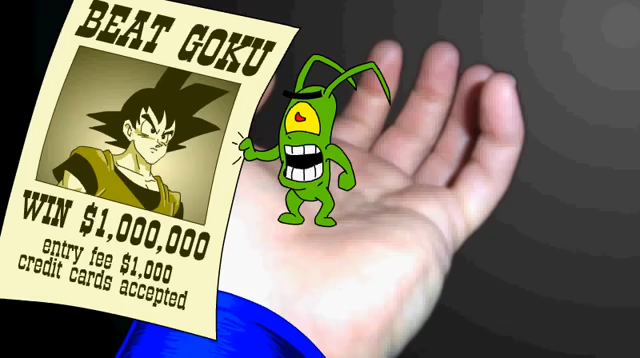 BEAT GOKU
WIN $1,000,000
entry fee $1,000
credit cards accepted